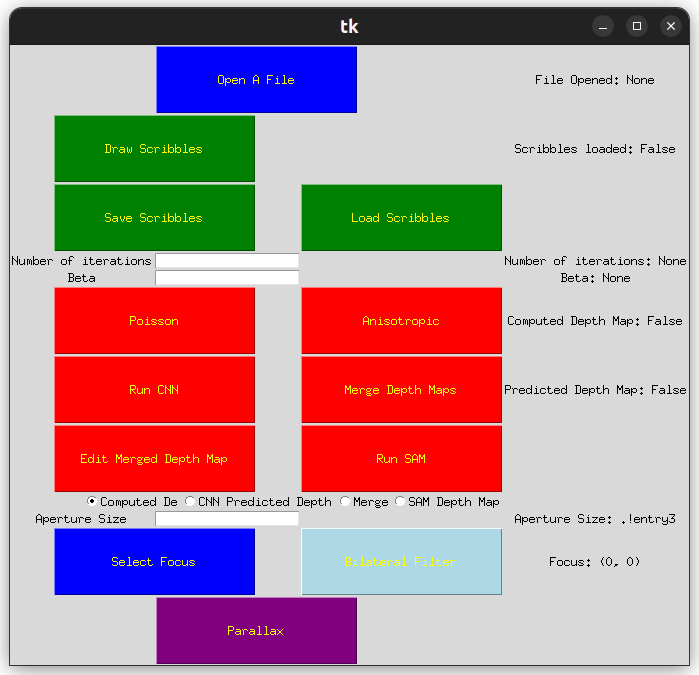 tk
Open A File
File Opened: None
Draw Scribbles
Scribbles loaded: False
Save Scribbles
Load Scribbles
Number of iterations
Number of iterations: None
Beta
Beta: None
Poisson
Anisotropic
Computed Depth Map: False
Run CNN
Merge Depth Maps
Predicted Depth Map: False
Edit Merged Depth Map
Run SAM
Computed De
CNN Predicted Depth
Merge
SAM Depth Map
Aperture Size
Aperture Size: .!entry3
Select Focus
Bilateral Filter
Focus: (0, 0)
Parallax